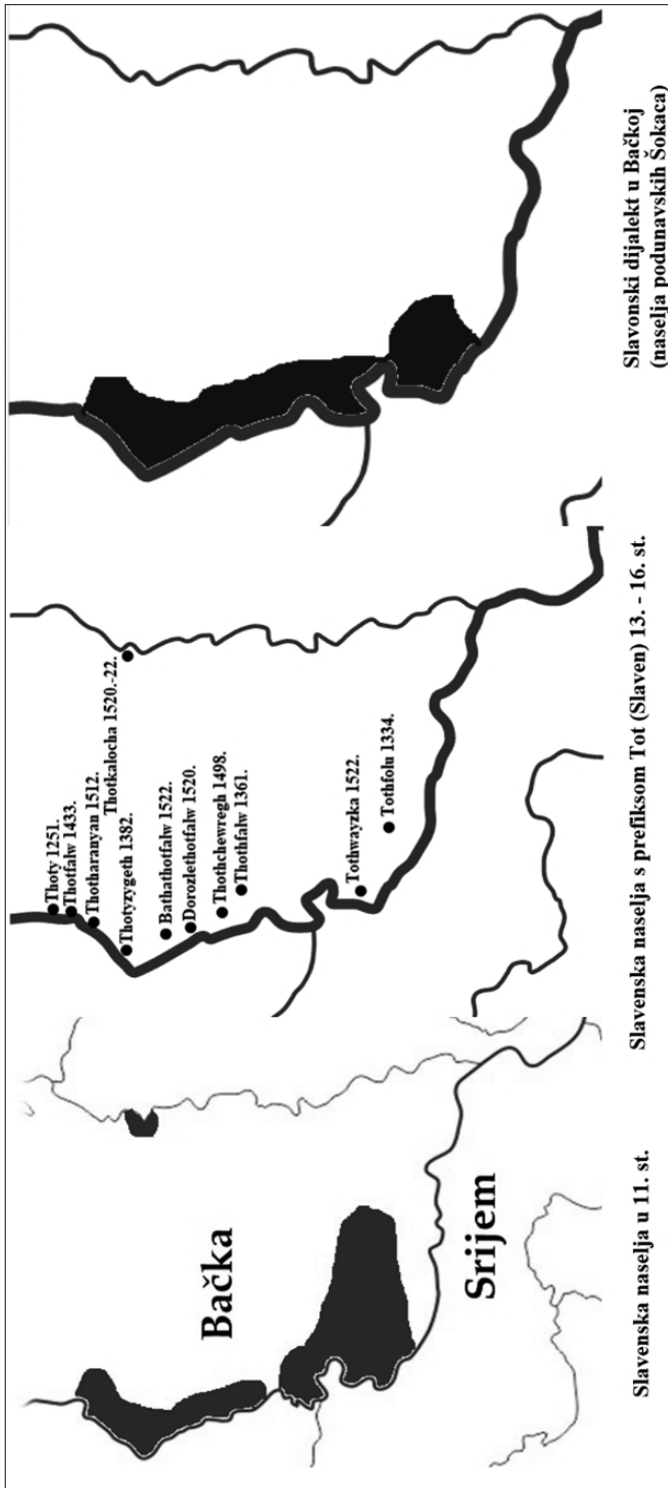 Bačka
Srijem
Slavenska naselja u 11. st.
Thoty 1251.
Thotfalw 1433.
Thotharanyan 1512.
Thotkalocha 1520.-22.
Thotyzygeth 1382.
Bathathotfalw 1522.
Dorozlethotfalw 1520.
Thothchewregh 1498.
Thothfalw 1361.
Tothwayzka 1522.
Tothfolu 1334.
Slavenska naselja s prefiksom Tot (Slaven) 13. - 16. st.
Slavonski dijalekt u Bačkoj
(naselja podunavskih Šokaca)